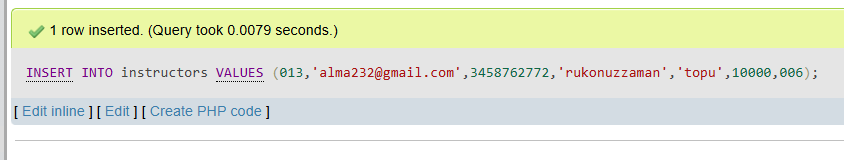 1 row inserted. (Query took 0.0079 seconds.)
INSERT INTO instructors VALUES (013,'alma232@gmail.com',3458762772,'rukonuzzaman','topu',10000,006);
[ Edit inline ] [ Edit ] [ Create PHP code ]